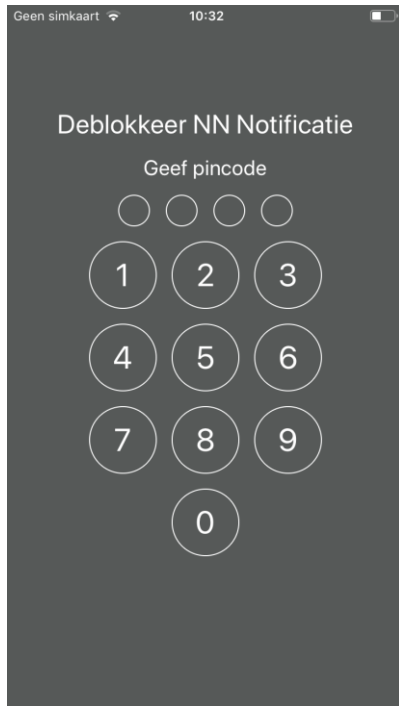 Geen simkaart 10:32
Deblokkeer NN Notificatie
Geef pincode
1 2 3
4 5 6
7 8 9
0